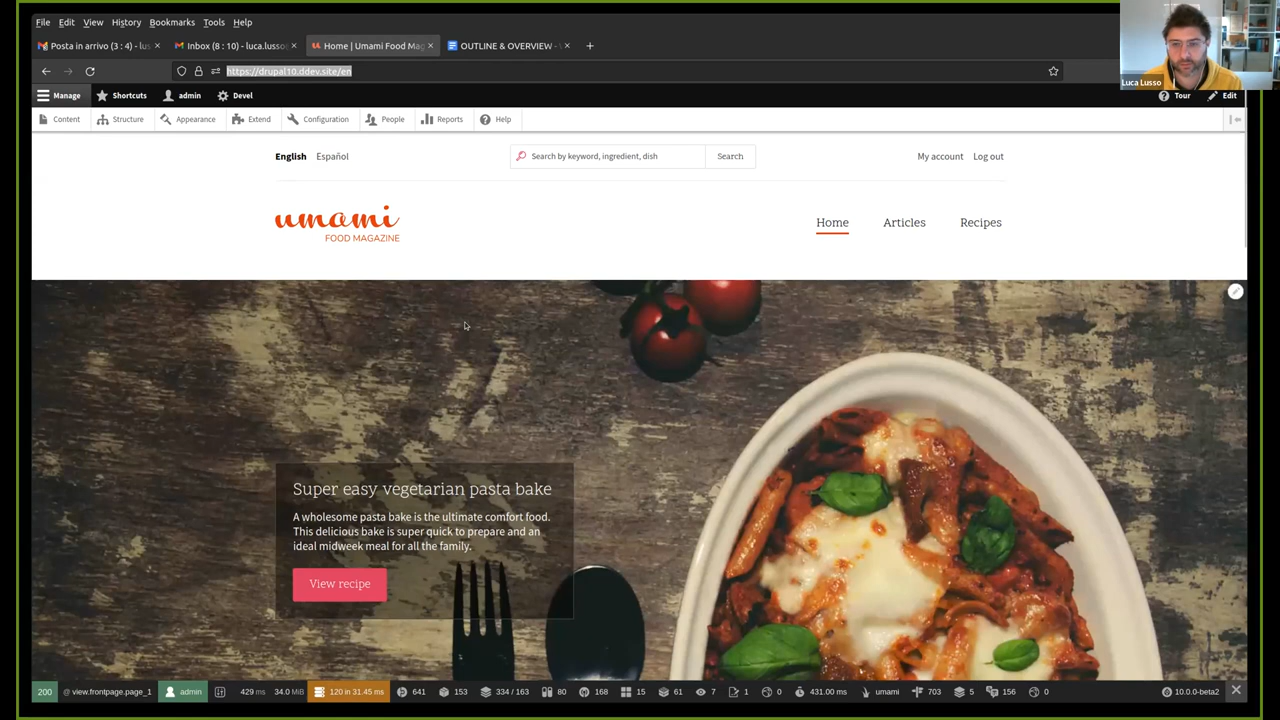 File Edit View History Bookmarks Tools Help
Posta in arrivo (3 : 4) - lus
Inbox (8 : 10) - luca.lusso@
Home | Umami Food Mag
OUTLINE & OVERVIEW -
https://drupal10.ddev.site/en
Luca Lusso
Manage Shortcuts admin Devel Tour Edit
Content Structure Appearance Extend Configuration People Reports Help
English Español Search by keyword, ingredient, dish Search My account Log out
umami
FOOD MAGAZINE
Home Articles Recipes
Super easy vegetarian pasta bake
A wholesome pasta bake is the ultimate comfort food.
This delicious bake is super quick to prepare and an
ideal midweek meal for all the family.
View recipe
200 @ view.frontpage.page_1 admin 429 ms 34.0 MiB 120 in 31.45 ms 641 153 334 / 163 80 168 15 61 7 1 0 431.00 ms umami 703 5 156 0 10.0.0-beta2